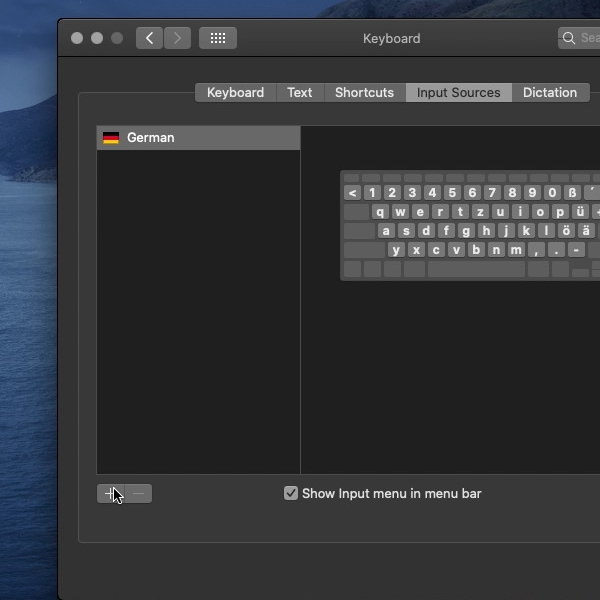 Keyboard
Sea
Keyboard Text Shortcuts Input Sources Dictation
German
< 1 2 3 4 5 6 7 8 9 0 ß ´
q w e r t z u i o p ü +
a s d f g h j k l ö ä
y x c v b n m , . -
Show Input menu in menu bar